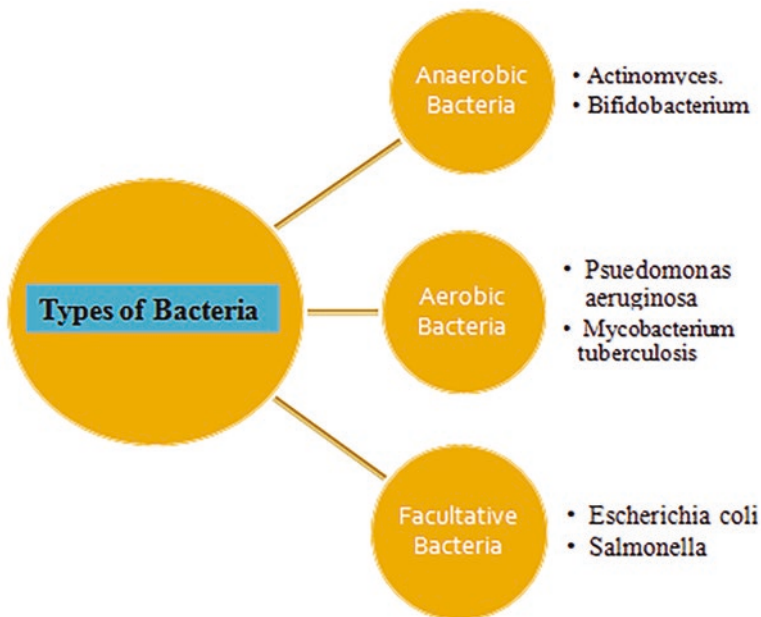 Anaerobic
Bacteria
• Actinomyces.
• Bifidobacterium
Types of Bacteria
Aerobic
Bacteria
• Psuedomonas
aeruginosa
• Mycobacterium
tuberculosis
Facultative
Bacteria
• Escherichia coli
• Salmonella